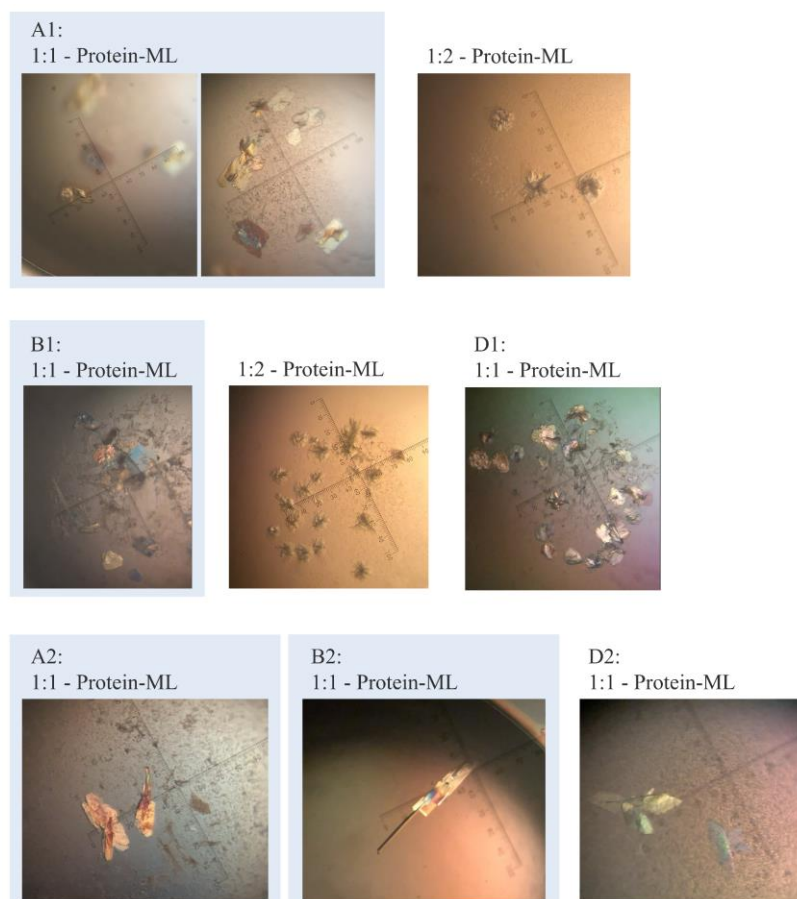 A1:
1:1 - Protein-ML
1:2 - Protein-ML
B1:
1:1 - Protein-ML
1:2 - Protein-ML
D1:
1:1 - Protein-ML
A2:
1:1 - Protein-ML
B2:
1:1 - Protein-ML
D2:
1:1 - Protein-ML